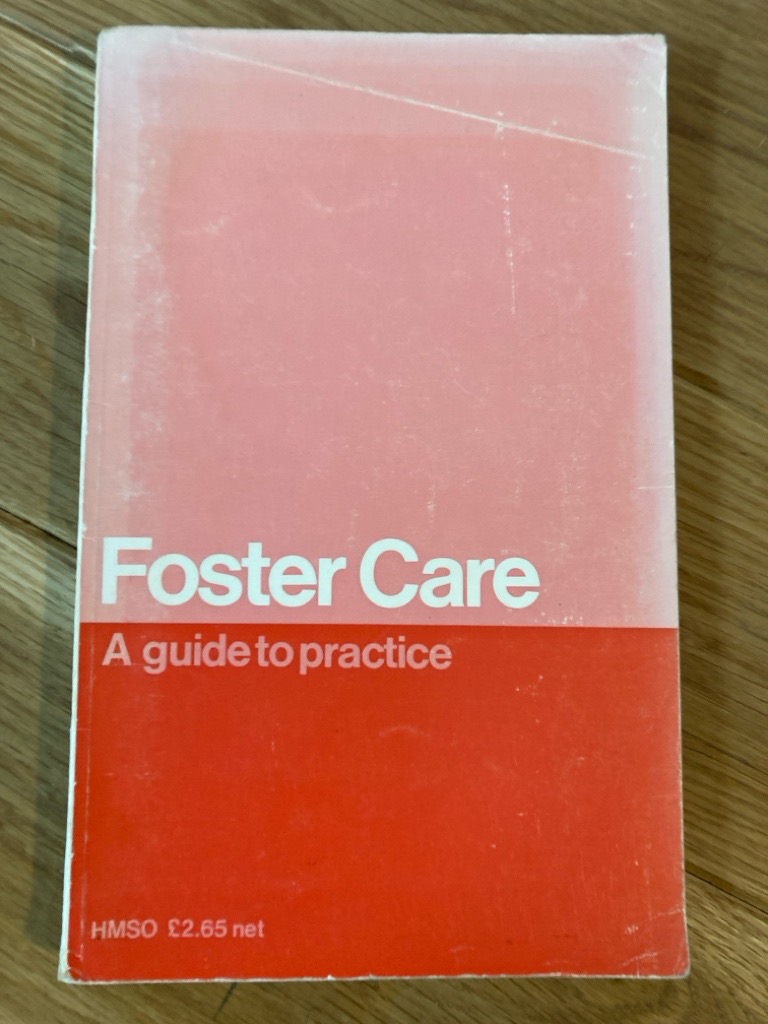 Foster Care
A guide to practice
HMSO £2.65 net